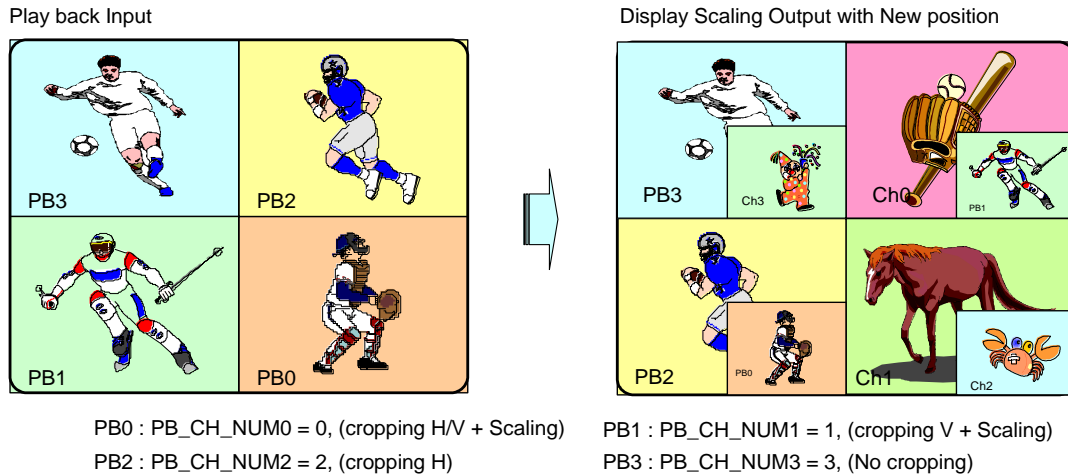 Play back Input
Display Scaling Output with New position
PB3
PB2
PB1
PB0
PB3
Ch3
Ch0
PB1
PB2
PB0
Ch1
Ch2
PB0 : PB_CH_NUM0 = 0, (cropping H/V + Scaling)
PB1 : PB_CH_NUM1 = 1, (cropping V + Scaling)
PB2 : PB_CH_NUM2 = 2, (cropping H)
PB3 : PB_CH_NUM3 = 3, (No cropping)